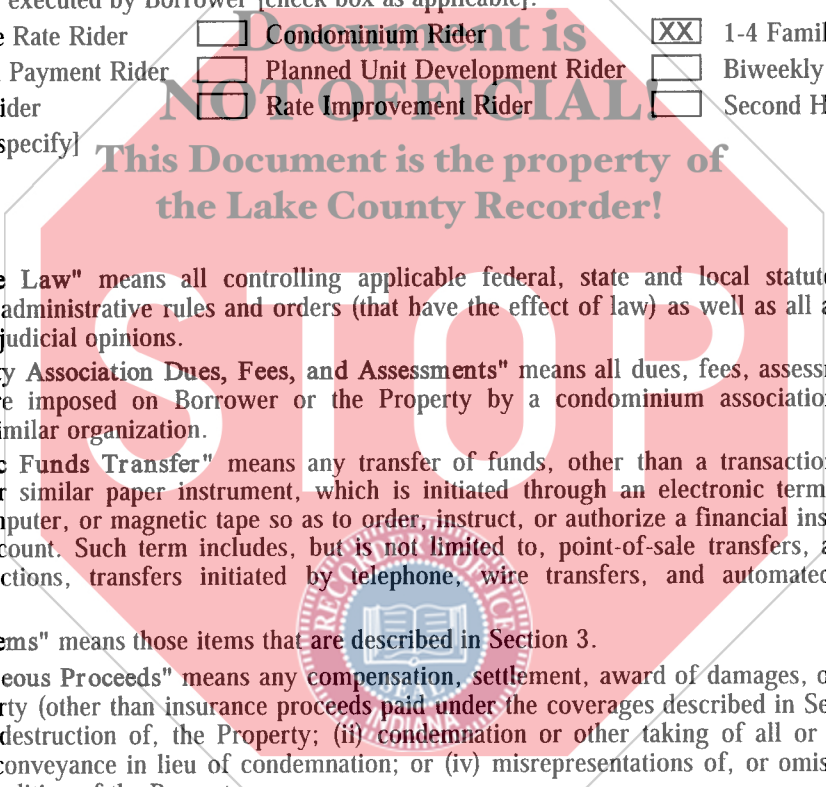 executed by Borrower [check box as applicable]:
Rate Rider Condominium Rider XX 1-4 Famil
Payment Rider Planned Unit Development Rider Biweekly
ider Rate Improvement Rider Second H
specify]
Document is
NOT OFFICIAL!
This Document is the property of
the Lake County Recorder!
e Law" means all controlling applicable federal, state and local statut
administrative rules and orders (that have the effect of law) as well as all a
judicial opinions.
y Association Dues, Fees, and Assessments" means all dues, fees, assess
re imposed on Borrower or the Property by a condominium associatio
imilar organization.
c Funds Transfer" means any transfer of funds, other than a transactio
r similar paper instrument, which is initiated through an electronic term
puter, or magnetic tape so as to order, instruct, or authorize a financial ins
count. Such term includes, but is not limited to, point-of-sale transfers, a
ctions, transfers initiated by telephone, wire transfers, and automated
ems" means those items that are described in Section 3.
eous Proceeds" means any compensation, settlement, award of damages, o
rty (other than insurance proceeds paid under the coverages described in Se
destruction of, the Property; (ii) condemnation or other taking of all or
conveyance in lieu of condemnation; or (iv) misrepresentations of, or omis
STOP
RECORDER'S OFFICE
SEAL
INDIANA